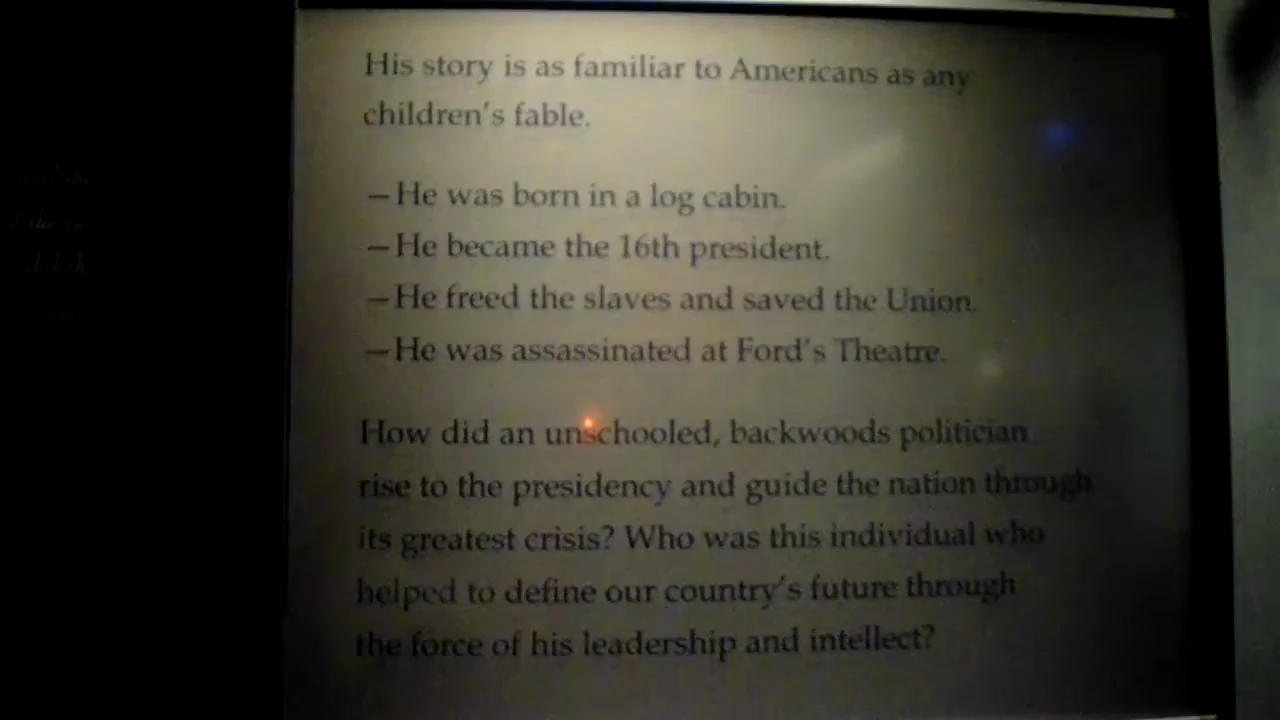 His story is as familiar to Americans as any
children's fable.
—He was born in a log cabin.
—He became the 16th president.
—He freed the slaves and saved the Union.
—He was assassinated at Ford's Theatre.
How did an unschooled, backwoods politician
rise to the presidency and guide the nation through
its greatest crisis? Who was this individual who
helped to define our country's future through
the force of his leadership and intellect?